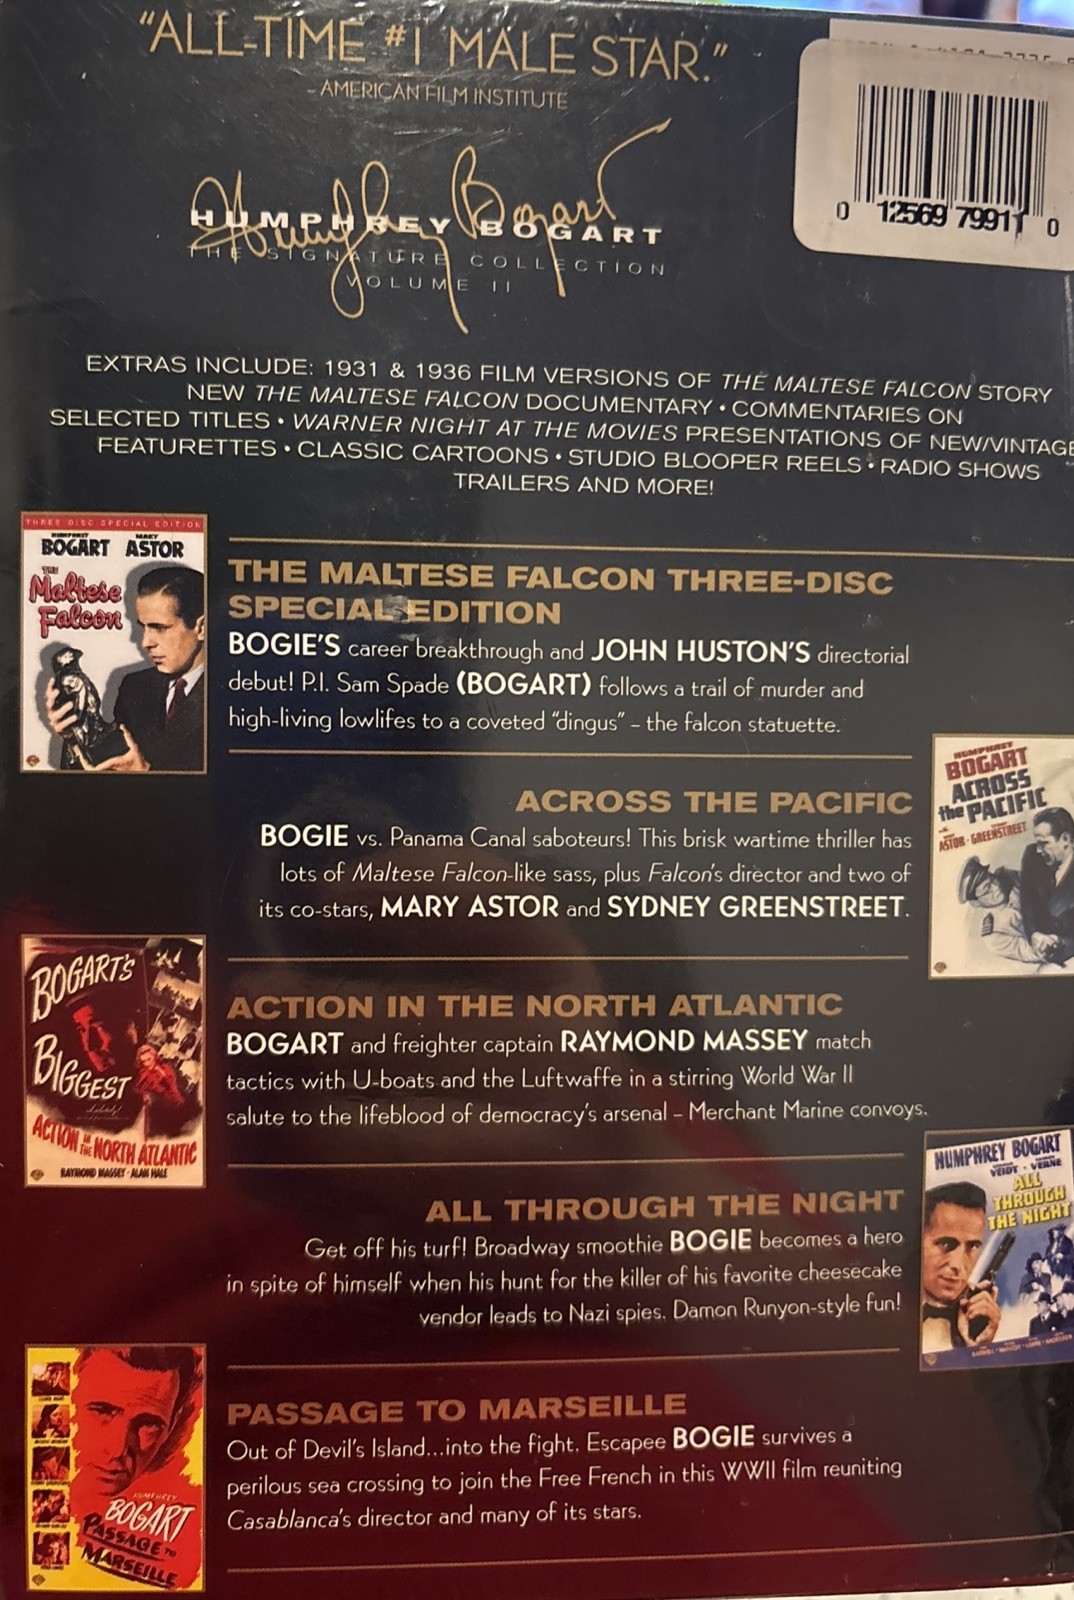 "ALL-TIME #1 MALE STAR."
- AMERICAN FILM INSTITUTE
0 12569 79911 0
Humphrey Bogart
HUMPHREY BOGART
THE SIGNATURE COLLECTION
VOLUME II
EXTRAS INCLUDE: 1931 & 1936 FILM VERSIONS OF THE MALTESE FALCON STORY
NEW THE MALTESE FALCON DOCUMENTARY • COMMENTARIES ON
SELECTED TITLES • WARNER NIGHT AT THE MOVIES PRESENTATIONS OF NEW/VINTAGE
FEATURETTES • CLASSIC CARTOONS • STUDIO BLOOPER REELS • RADIO SHOWS
TRAILERS AND MORE!
THREE DISC SPECIAL EDITION
HUMPHREY MARY
BOGART ASTOR
THE
Maltese
Falcon
THE MALTESE FALCON THREE-DISC
SPECIAL EDITION
BOGIE'S career breakthrough and JOHN HUSTON'S directorial
debut! P.I. Sam Spade (BOGART) follows a trail of murder and
high-living lowlifes to a coveted "dingus" – the falcon statuette.
HUMPHREY
BOGART
ACROSS
the PACIFIC
ASTOR · GREENSTREET
ACROSS THE PACIFIC
BOGIE vs. Panama Canal saboteurs! This brisk wartime thriller has
lots of Maltese Falcon-like sass, plus Falcon's director and two of
its co-stars, MARY ASTOR and SYDNEY GREENSTREET.
BOGART'S
BIGGEST
ACTION IN THE NORTH ATLANTIC
RAYMOND MASSEY · ALAN HALE
ACTION IN THE NORTH ATLANTIC
BOGART and freighter captain RAYMOND MASSEY match
tactics with U-boats and the Luftwaffe in a stirring World War II
salute to the lifeblood of democracy's arsenal – Merchant Marine convoys.
HUMPHREY BOGART
VEIDT · VERNE
ALL
THROUGH
THE NIGHT
ALL THROUGH THE NIGHT
Get off his turf! Broadway smoothie BOGIE becomes a hero
in spite of himself when his hunt for the killer of his favorite cheesecake
vendor leads to Nazi spies. Damon Runyon-style fun!
HUMPHREY
BOGART
PASSAGE TO
MARSEILLE
PASSAGE TO MARSEILLE
Out of Devil's Island...into the fight. Escapee BOGIE survives a
perilous sea crossing to join the Free French in this WWII film reuniting
Casablanca's director and many of its stars.